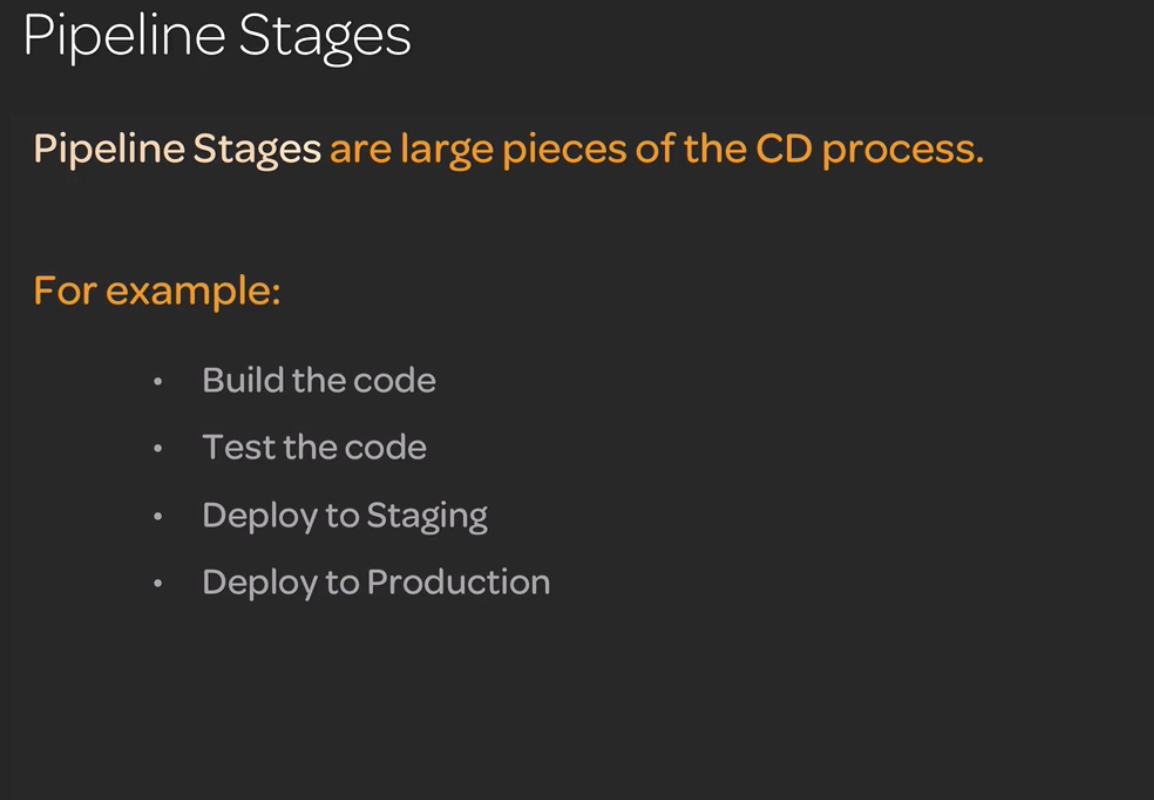 Pipeline Stages
Pipeline Stages are large pieces of the CD process.
For example:
• Build the code
• Test the code
• Deploy to Staging
• Deploy to Production